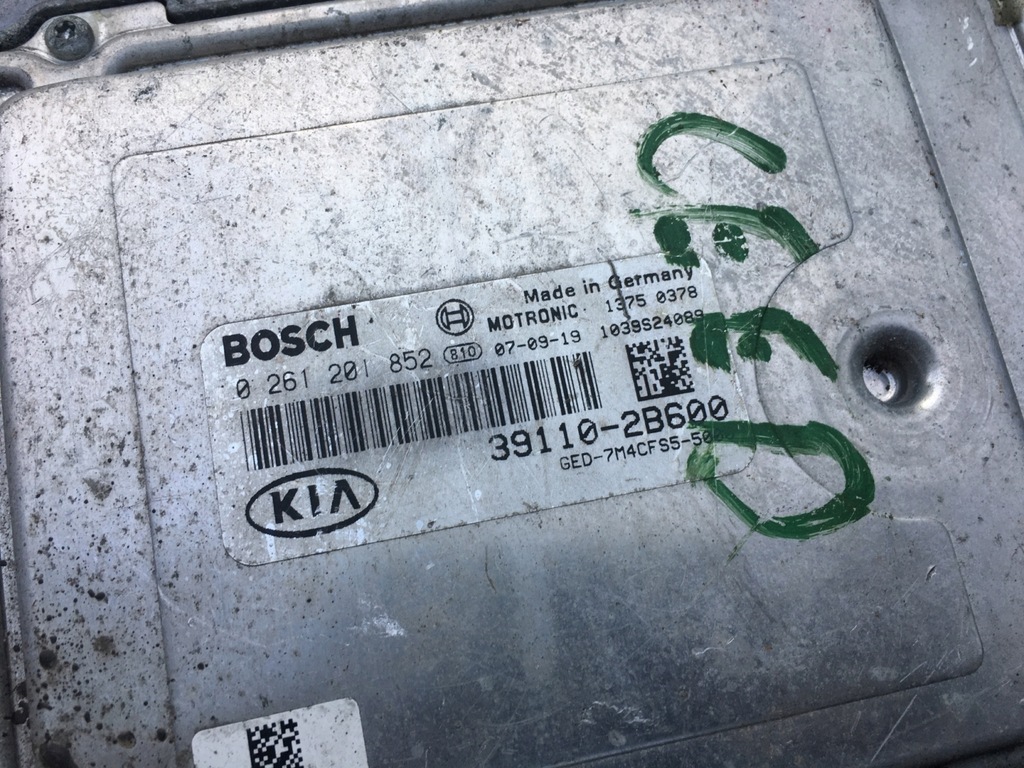 Made in Germany
BOSCH
MOTRONIC 1375 0378
0 261 201 852 810 07-09-19 1039S24089
39110-2B600
GED-7M4CFS5-50
KIA